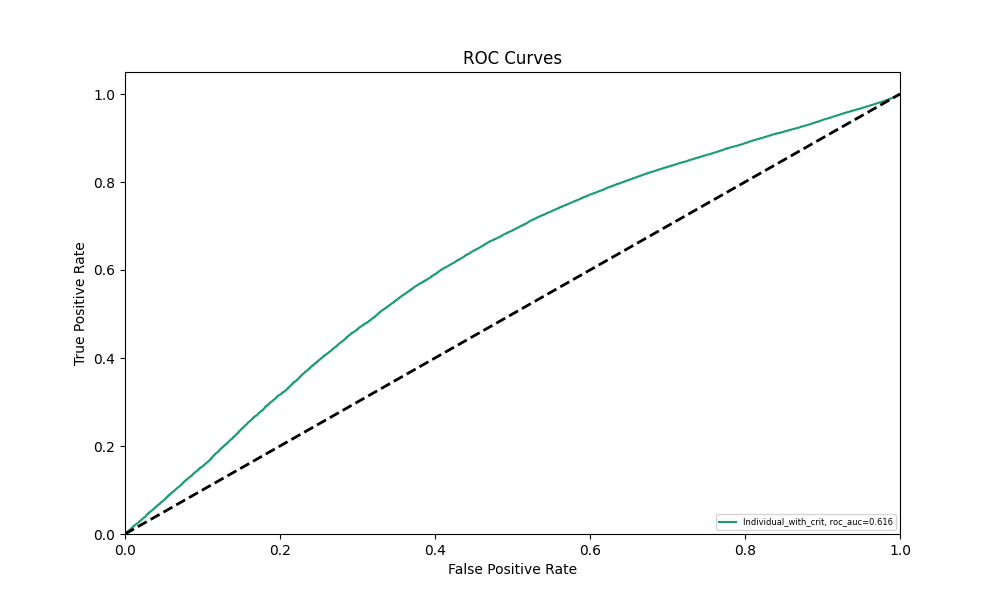 ROC Curves
True Positive Rate
1.0
0.8
0.6
0.4
0.2
0.0
Individual_with_crit, roc_auc=0.616
0.0 0.2 0.4 0.6 0.8 1.0
False Positive Rate